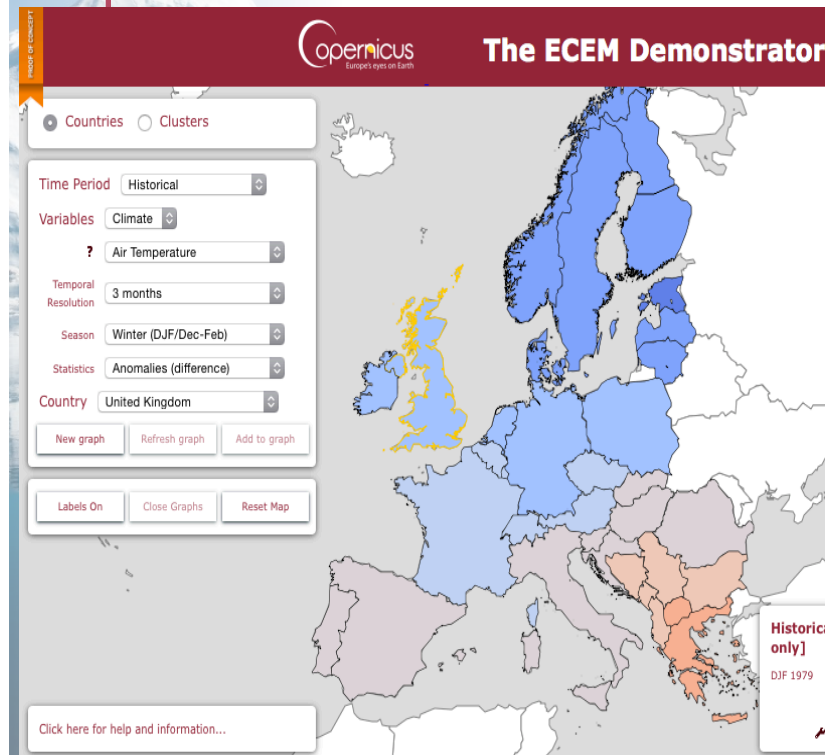 PROOF OF CONCEPT
opernicus
Europe's eyes on Earth
The ECEM Demonstrator
Countries Clusters
Time Period Historical
Variables Climate
? Air Temperature
Temporal
Resolution 3 months
Season Winter (DJF/Dec-Feb)
Statistics Anomalies (difference)
Country United Kingdom
New graph Refresh graph Add to graph
Labels On Close Graphs Reset Map
Historica
only]
DJF 1979
Click here for help and information...